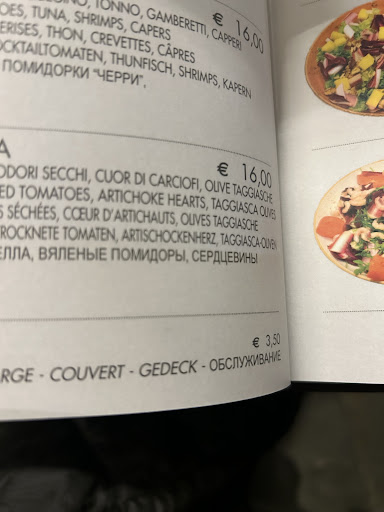 TONNO, GAMBERETTI, CAPPERI
€ 16,00
OES, TUNA, SHRIMPS, CAPERS
ERISES, THON, CREVETTES, CÂPRES
OCKTAILTOMATEN, THUNFISCH, SHRIMPS, KAPERN
ПОМИДОРКИ "ЧЕРРИ",
A
€ 16,00
ODORI SECCHI, CUOR DI CARCIOFI, OLIVE TAGGIASCHE
ED TOMATOES, ARTICHOKE HEARTS, TAGGIASCA OLIVES
S SÉCHÉES, CŒUR D'ARTICHAUTS, OLIVES TAGGIASCHE
ROCKNETE TOMATEN, ARTISCHOCKENHERZ, TAGGIASCA-OLIVEN
ЕЛЛА, ВЯЛЕНЫЕ ПОМИДОРЫ, СЕРДЦЕВИНЫ
€ 3,50
ARGE - COUVERT - GEDECK - ОБСЛУЖИВАНИЕ